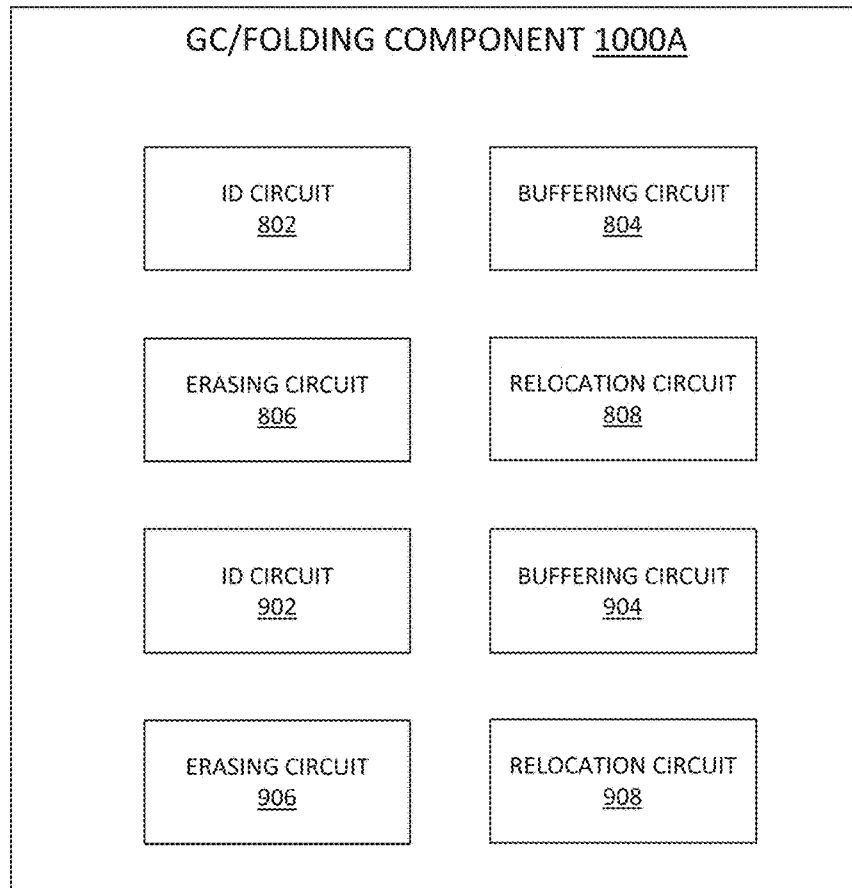 GC/FOLDING COMPONENT 1000A
ID CIRCUIT
802
BUFFERING CIRCUIT
804
ERASING CIRCUIT
806
RELOCATION CIRCUIT
808
ID CIRCUIT
902
BUFFERING CIRCUIT
904
ERASING CIRCUIT
906
RELOCATION CIRCUIT
908